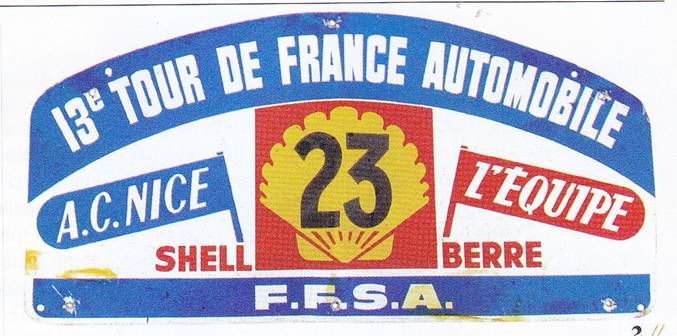 13e TOUR DE FRANCE AUTOMOBILE
23
A.C. NICE
L'ÉQUIPE
SHELL BERRE
F.F.S.A.